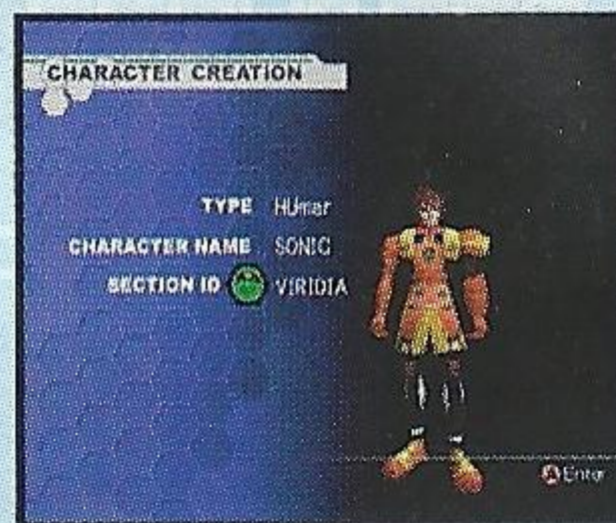 CHARACTER CREATION
TYPE HUmar
CHARACTER NAME SONIC
SECTION ID VIRIDIA
A Enter